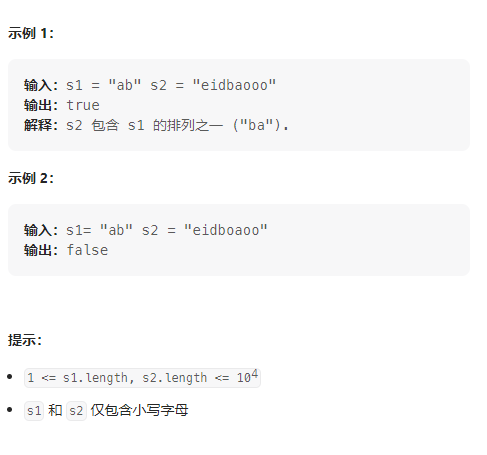 示例 1：
输入：s1 = "ab" s2 = "eidbaooo"
输出：true
解释：s2 包含 s1 的排列之一 ("ba").
示例 2：
输入：s1= "ab" s2 = "eidboaoo"
输出：false
提示：
• 1 <= s1.length, s2.length <= 10⁴
• s1 和 s2 仅包含小写字母